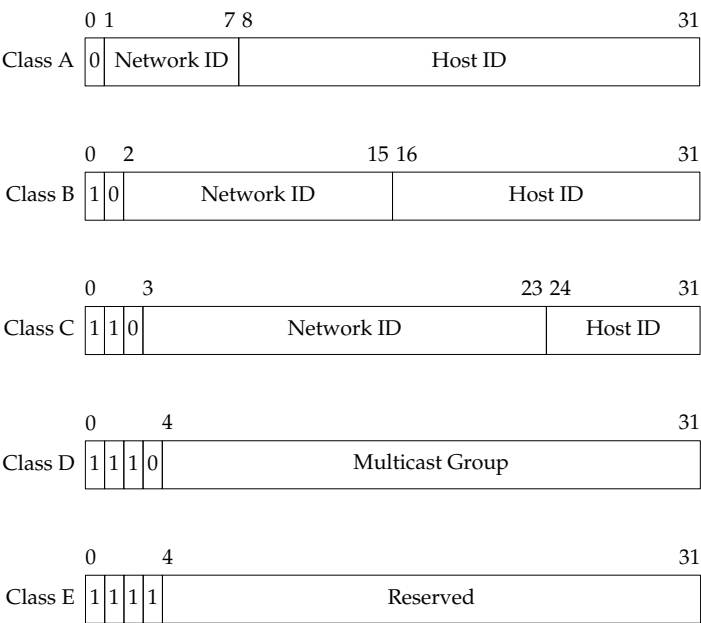 0 1 7 8 31
Class A 0 Network ID Host ID
0 2 15 16 31
Class B 1 0 Network ID Host ID
0 3 23 24 31
Class C 1 1 0 Network ID Host ID
0 4 31
Class D 1 1 1 0 Multicast Group
0 4 31
Class E 1 1 1 1 Reserved